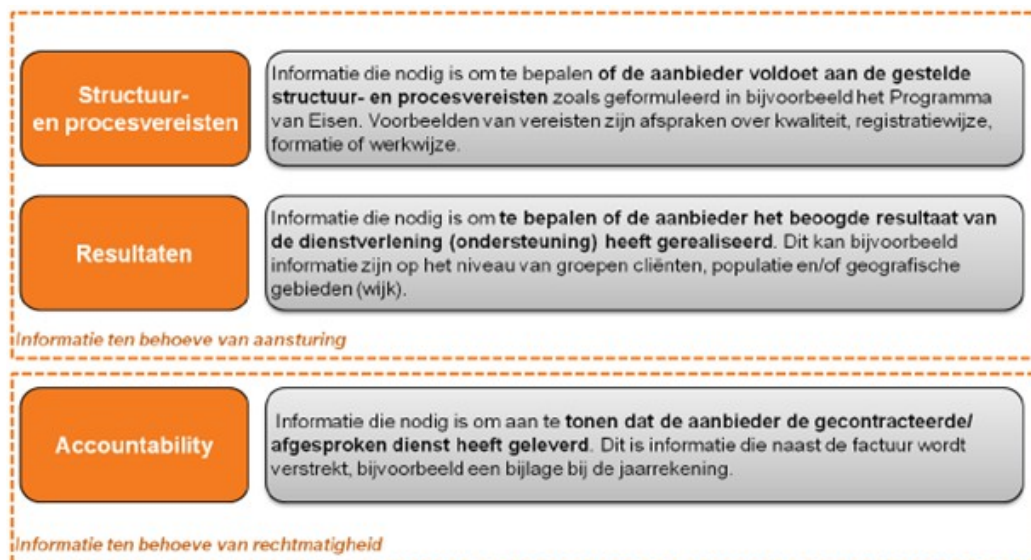 Structuur-
en procesvereisten
Informatie die nodig is om te bepalen of de aanbieder voldoet aan de gestelde
structuur- en procesvereisten zoals geformuleerd in bijvoorbeeld het Programma
van Eisen. Voorbeelden van vereisten zijn afspraken over kwaliteit, registratiewijze,
formatie of werkwijze.
Resultaten
Informatie die nodig is om te bepalen of de aanbieder het beoogde resultaat van
de dienstverlening (ondersteuning) heeft gerealiseerd. Dit kan bijvoorbeeld
informatie zijn op het niveau van groepen cliënten, populatie en/of geografische
gebieden (wijk).
Informatie ten behoeve van aansturing
Accountability
Informatie die nodig is om aan te tonen dat de aanbieder de gecontracteerde/
afgesproken dienst heeft geleverd. Dit is informatie die naast de factuur wordt
verstrekt, bijvoorbeeld een bijlage bij de jaarrekening.
Informatie ten behoeve van rechtmatigheid